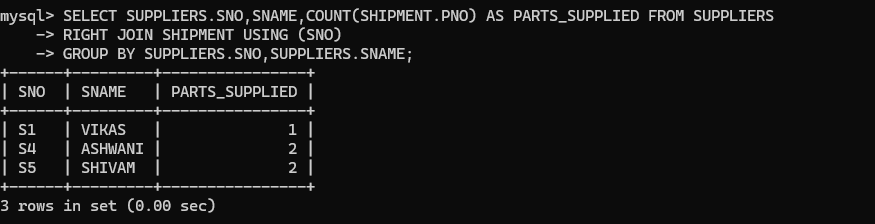 mysql> SELECT SUPPLIERS.SNO,SNAME,COUNT(SHIPMENT.PNO) AS PARTS_SUPPLIED FROM SUPPLIERS
    -> RIGHT JOIN SHIPMENT USING (SNO)
    -> GROUP BY SUPPLIERS.SNO,SUPPLIERS.SNAME;
+------+---------+----------------+
| SNO  | SNAME   | PARTS_SUPPLIED |
+------+---------+----------------+
| S1   | VIKAS   |              1 |
| S4   | ASHWANI |              2 |
| S5   | SHIVAM  |              2 |
+------+---------+----------------+
3 rows in set (0.00 sec)